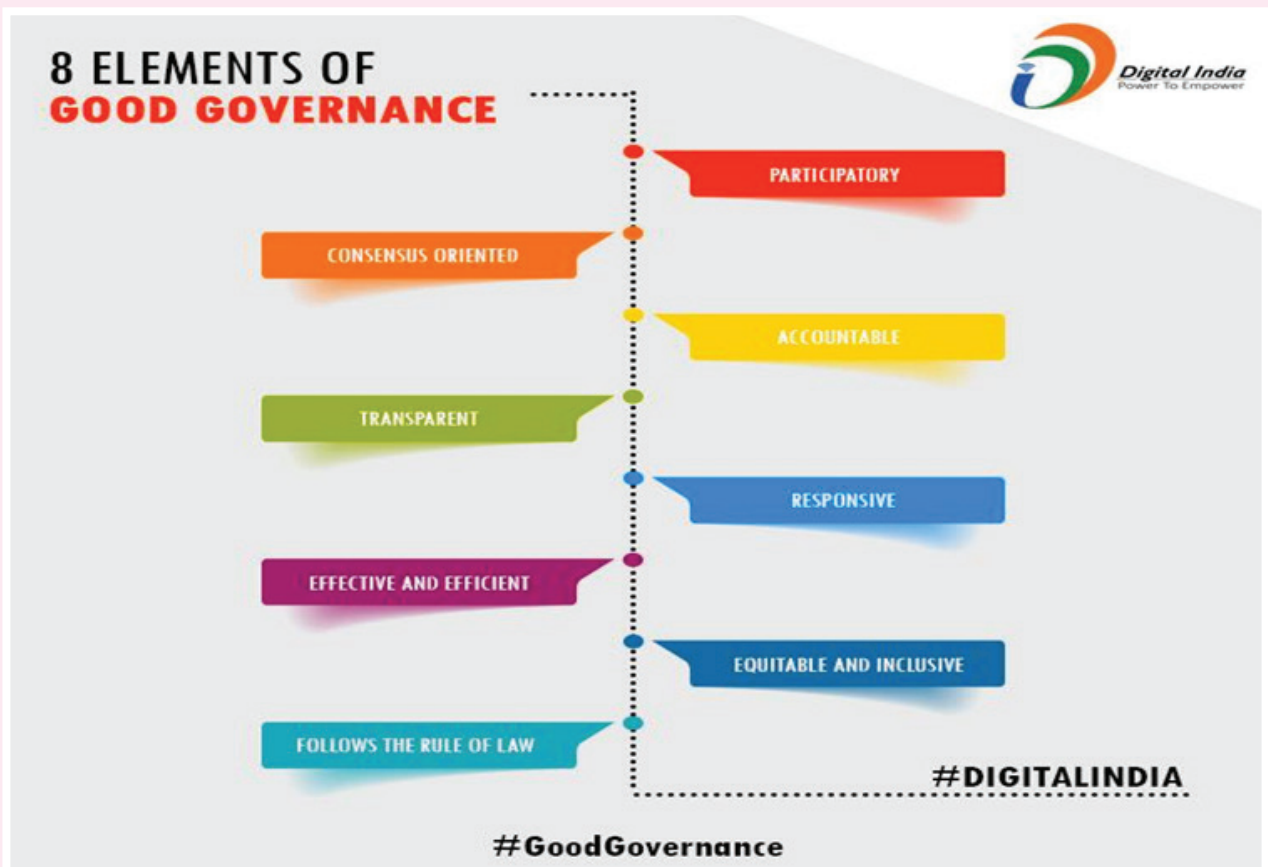 8 ELEMENTS OF
GOOD GOVERNANCE
Digital India
Power To Empower
PARTICIPATORY
CONSENSUS ORIENTED
ACCOUNTABLE
TRANSPARENT
RESPONSIVE
EFFECTIVE AND EFFICIENT
EQUITABLE AND INCLUSIVE
FOLLOWS THE RULE OF LAW
#DIGITALINDIA
#GoodGovernance